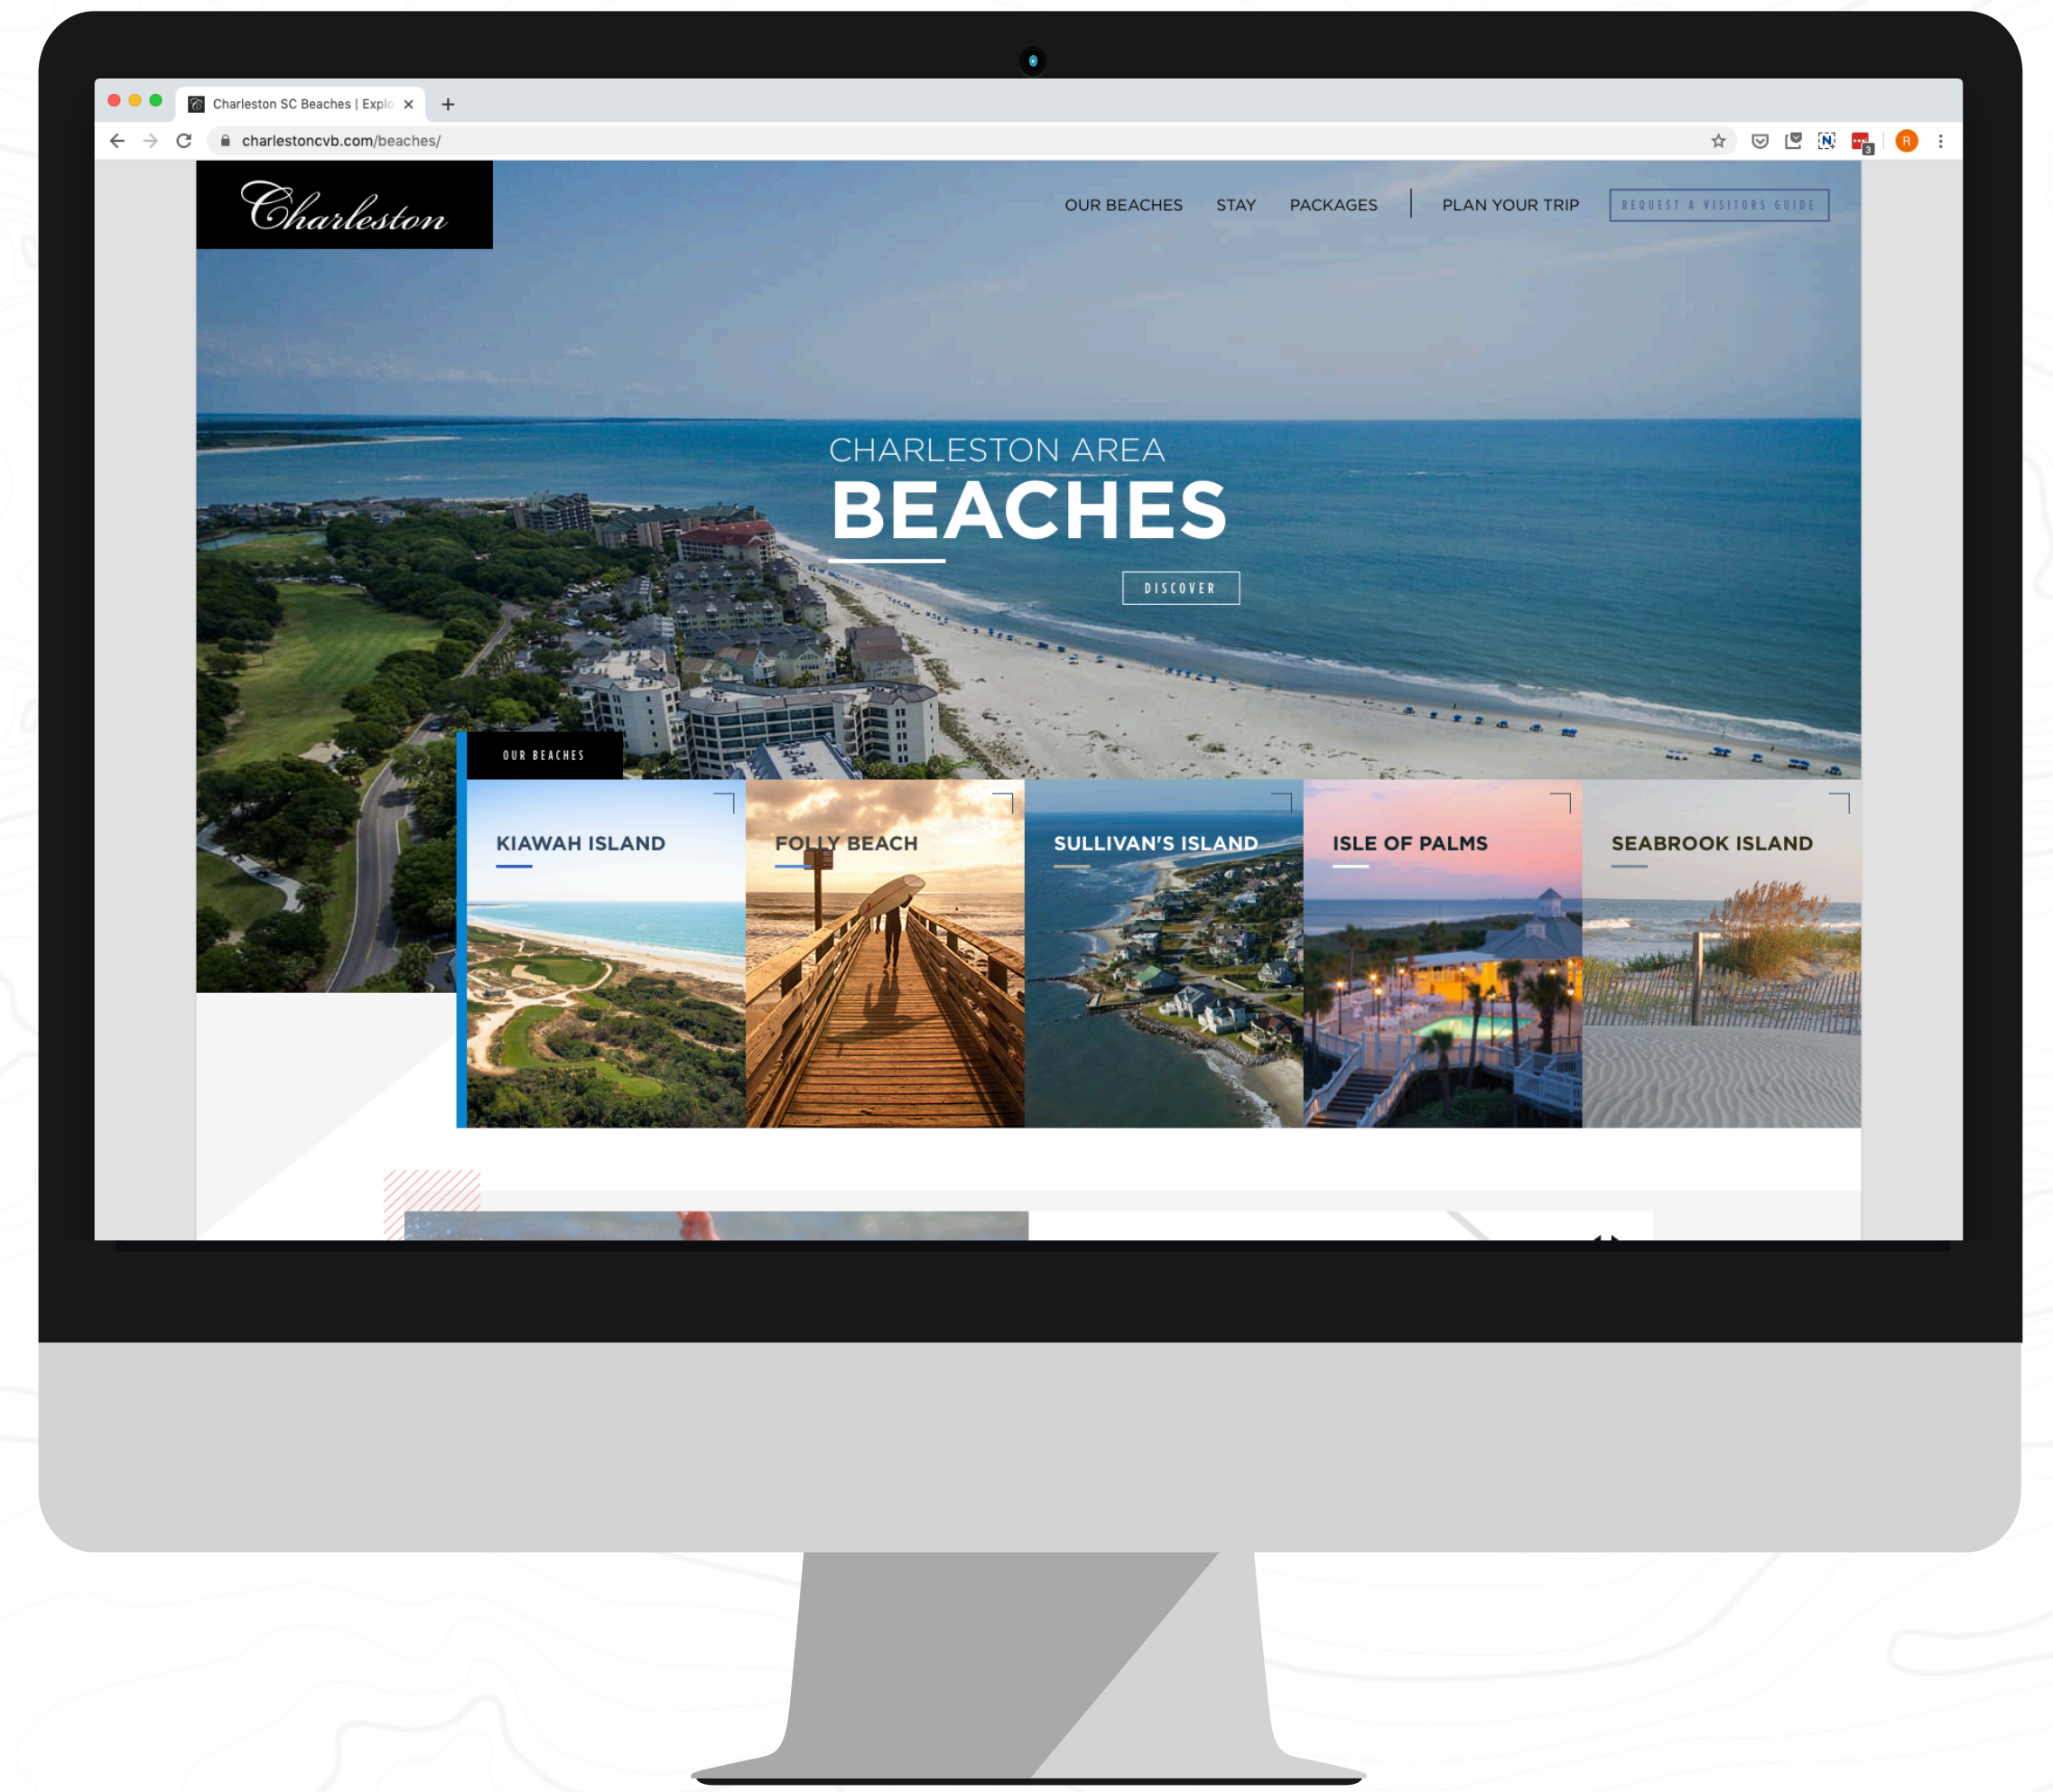 Charleston SC Beaches | Explo
charlestoncvb.com/beaches/
N
3
R
Charleston
OUR BEACHES STAY PACKAGES PLAN YOUR TRIP REQUEST A VISITORS GUIDE
CHARLESTON AREA
BEACHES
DISCOVER
OUR BEACHES
KIAWAH ISLAND
FOLLY BEACH
SULLIVAN'S ISLAND
ISLE OF PALMS
SEABROOK ISLAND